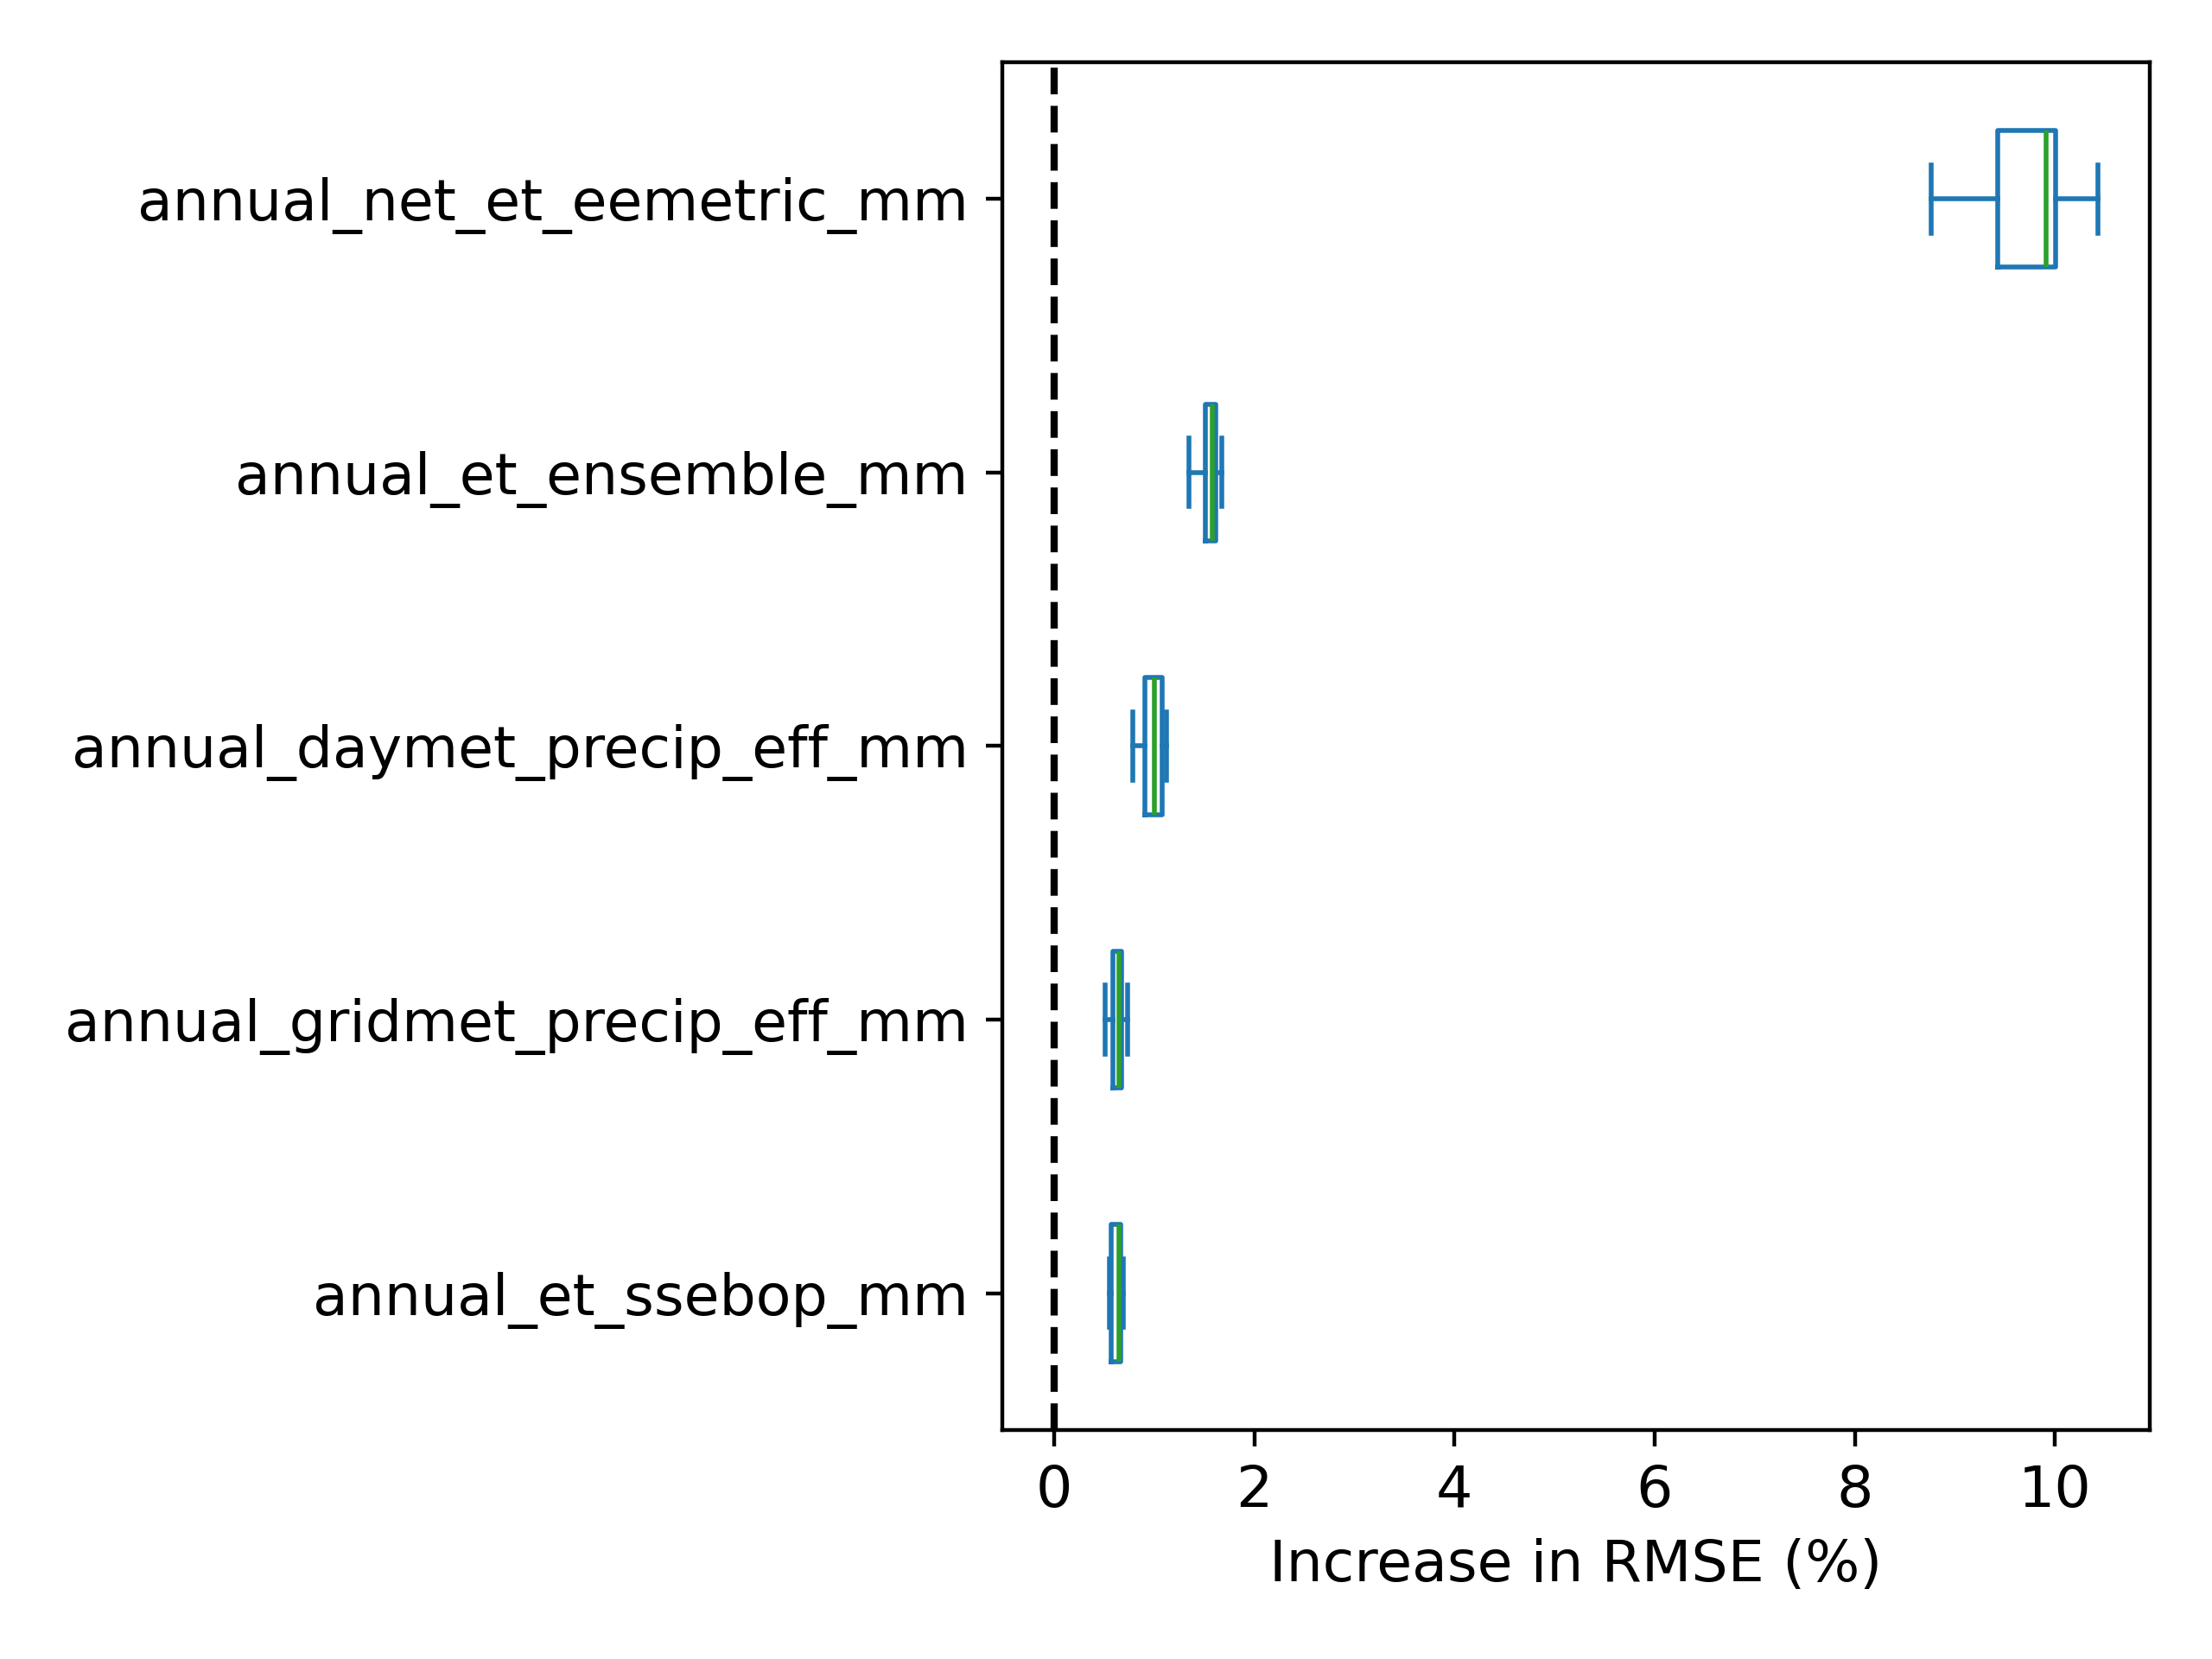 annual_net_et_eemetric_mm
annual_et_ensemble_mm
annual_daymet_precip_eff_mm
annual_gridmet_precip_eff_mm
annual_et_ssebop_mm
0 2 4 6 8 10
Increase in RMSE (%)